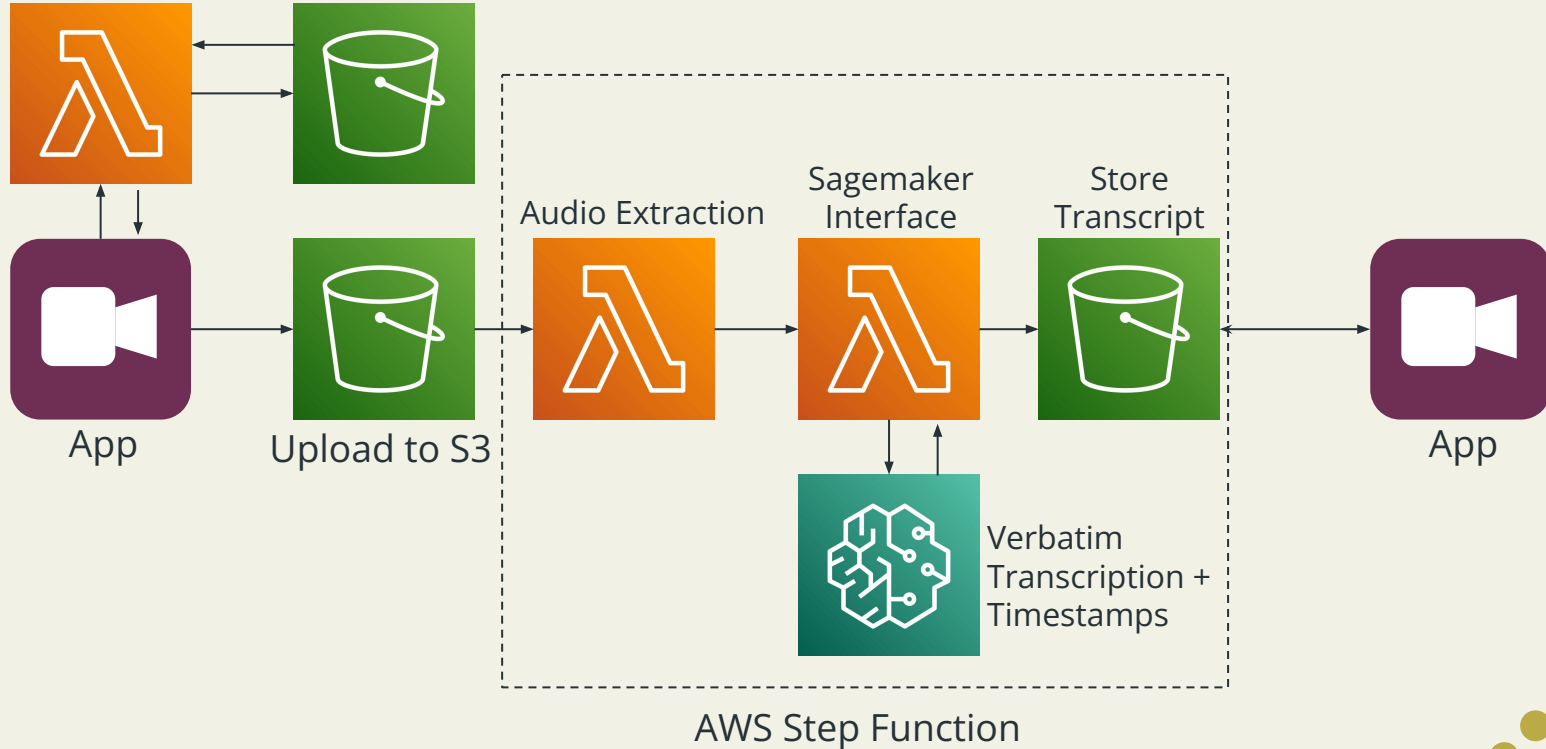 Audio Extraction
Sagemaker
Interface
Store
Transcript
App
Upload to S3
App
Verbatim
Transcription +
Timestamps
AWS Step Function